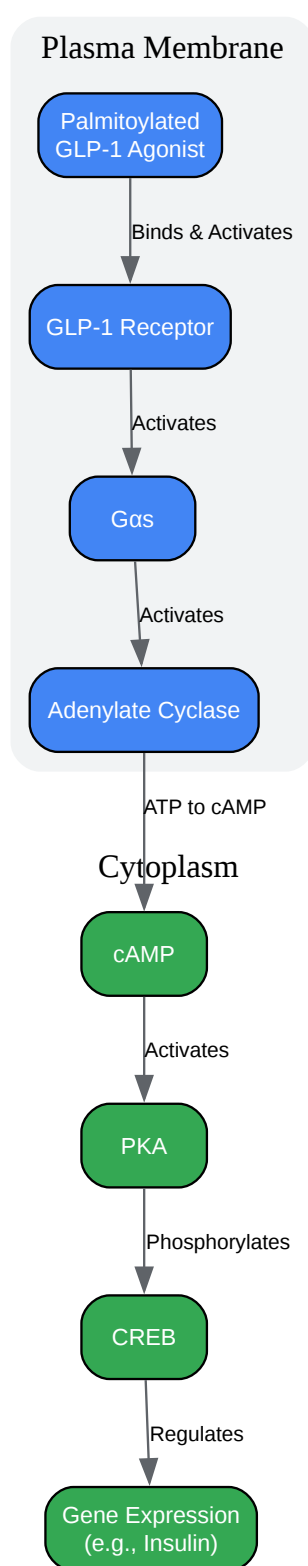 Plasma Membrane
Palmitoylated
GLP-1 Agonist
Binds & Activates
GLP-1 Receptor
Activates
Gαs
Activates
Adenylate Cyclase
ATP to cAMP
Cytoplasm
cAMP
Activates
PKA
Phosphorylates
CREB
Regulates
Gene Expression
(e.g., Insulin)